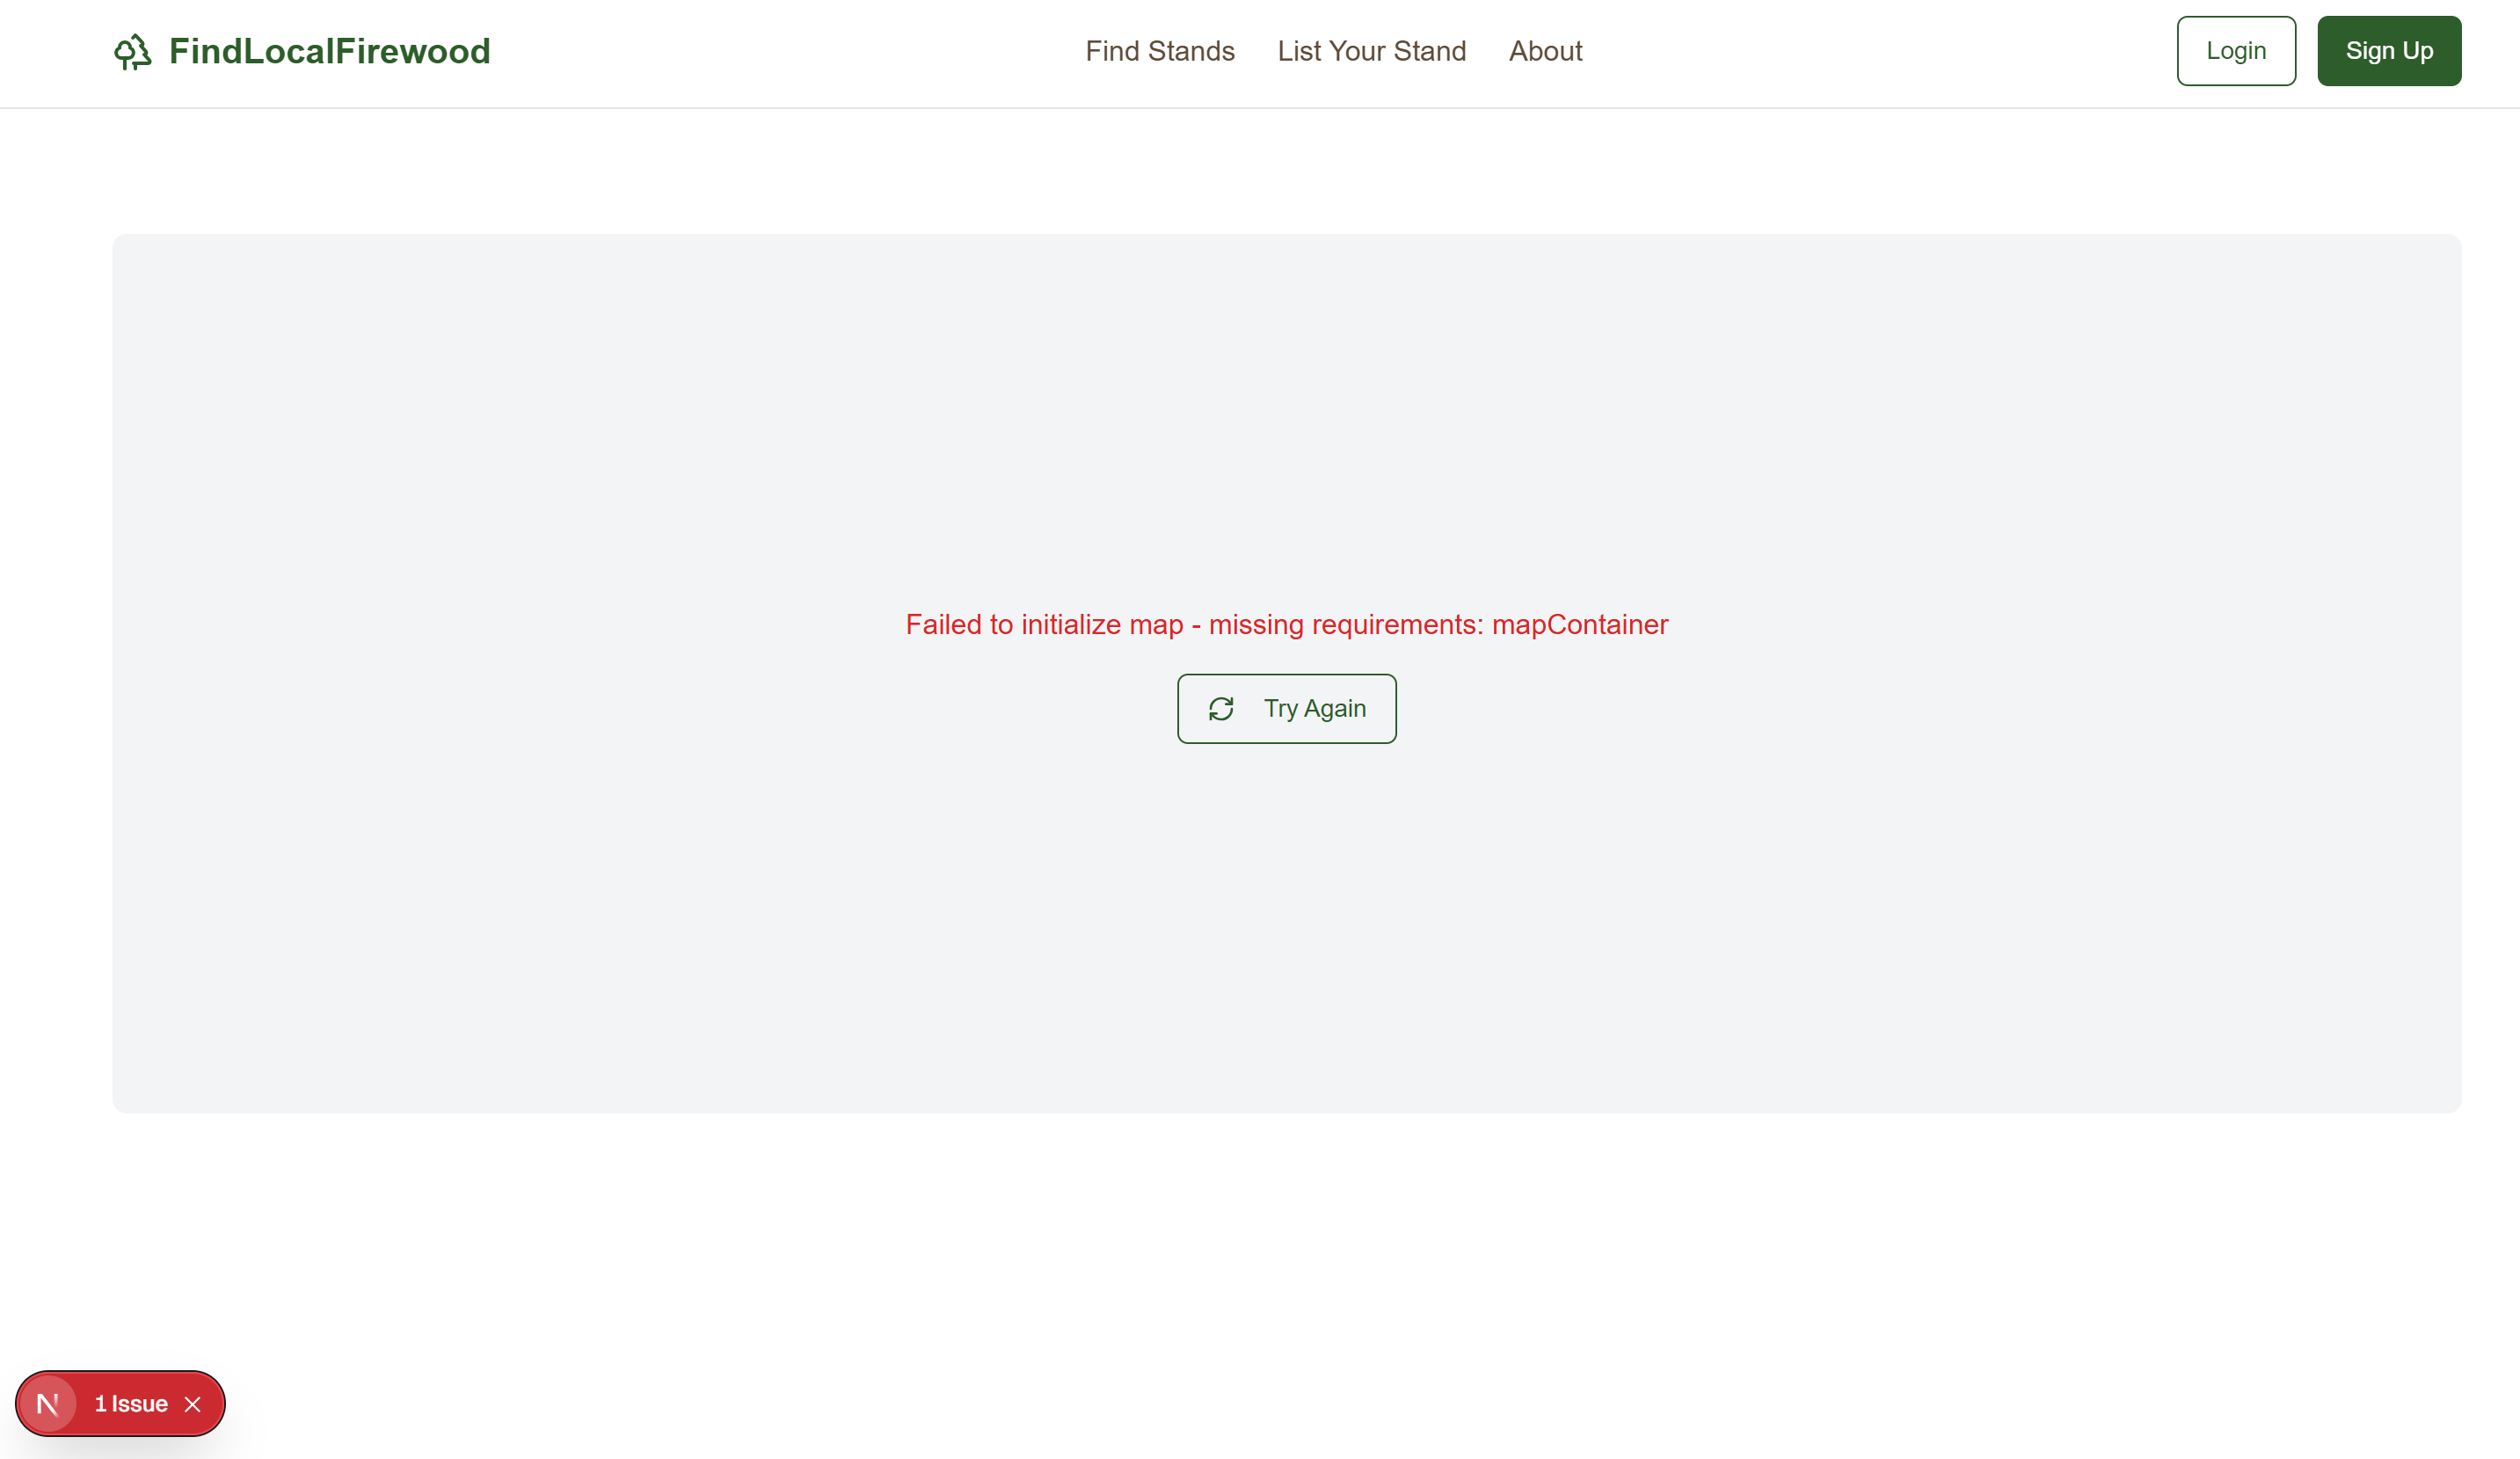 FindLocalFirewood
Find Stands
List Your Stand
About
Login
Sign Up
Failed to initialize map - missing requirements: mapContainer
Try Again
N
1 Issue